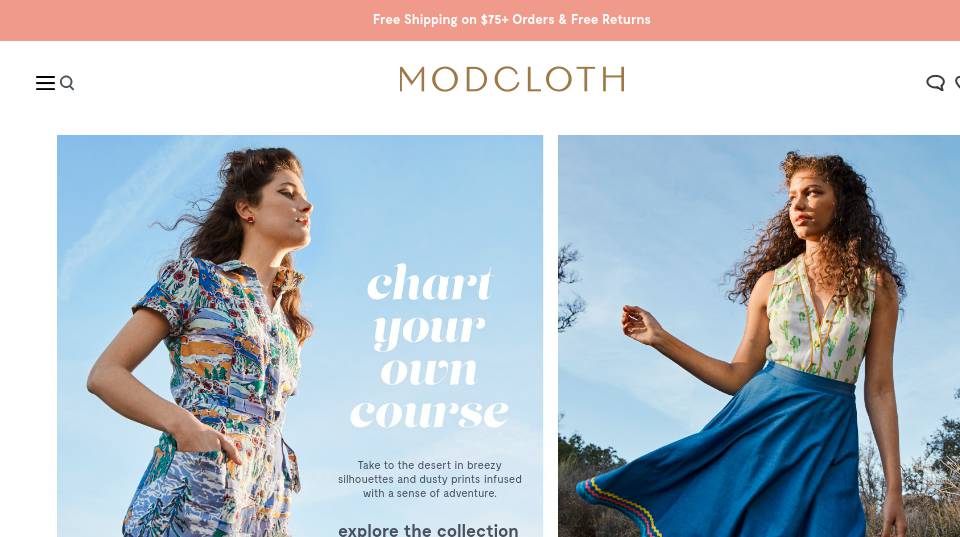 Free Shipping on $75+ Orders & Free Returns
MODCLOTH
chart
your
own
course
Take to the desert in breezy
silhouettes and dusty prints infused
with a sense of adventure.
explore the collection